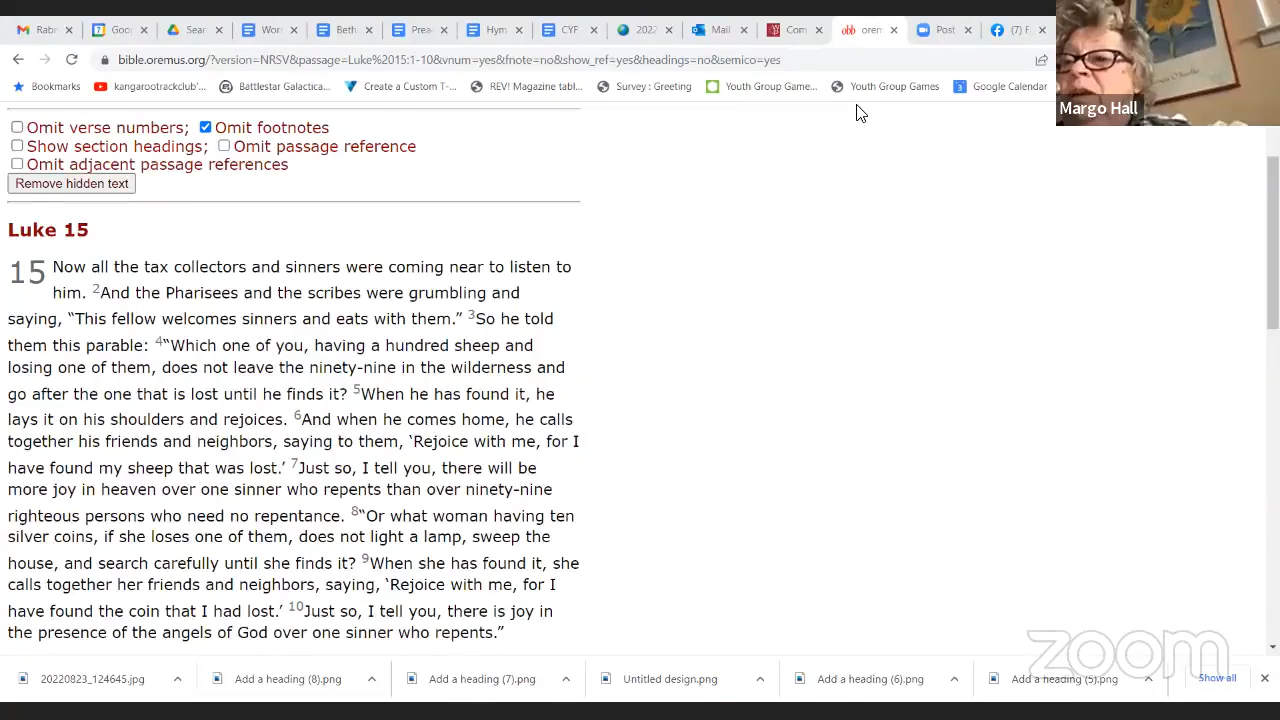 Rab
Goo
Sear
Wor
Beth
Prea
Hym
CYF
2022
Mail
Com
orem
Post
(7) F
bible.oremus.org/?version=NRSV&passage=Luke%2015.1-10&vnum=yes&fnote=no&show_ref=yes&headings=no&semico=yes
Bookmarks
kangarootrackclub'...
Battlestar Galactica...
Create a Custom T-...
REV! Magazine tabl...
Survey : Greeting
Youth Group Game...
Youth Group Games
Google Calendar
Margo Hall
Omit verse numbers; Omit footnotes
Show section headings; Omit passage reference
Omit adjacent passage references
Remove hidden text
Luke 15
15 Now all the tax collectors and sinners were coming near to listen to
him. 2And the Pharisees and the scribes were grumbling and
saying, “This fellow welcomes sinners and eats with them.” 3So he told
them this parable: 4“Which one of you, having a hundred sheep and
losing one of them, does not leave the ninety-nine in the wilderness and
go after the one that is lost until he finds it? 5When he has found it, he
lays it on his shoulders and rejoices. 6And when he comes home, he calls
together his friends and neighbors, saying to them, ‘Rejoice with me, for I
have found my sheep that was lost.’ 7Just so, I tell you, there will be
more joy in heaven over one sinner who repents than over ninety-nine
righteous persons who need no repentance. 8“Or what woman having ten
silver coins, if she loses one of them, does not light a lamp, sweep the
house, and search carefully until she finds it? 9When she has found it, she
calls together her friends and neighbors, saying, ‘Rejoice with me, for I
have found the coin that I had lost.’ 10Just so, I tell you, there is joy in
the presence of the angels of God over one sinner who repents.”
zoom
20220823_124645.jpg
Add a heading (8).png
Add a heading (7).png
Untitled design.png
Add a heading (6).png
Add a heading (5).png
Show all